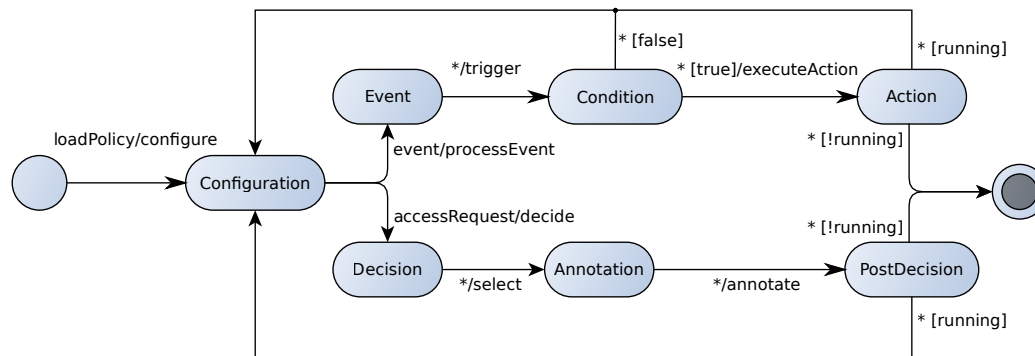 * [false]
* [running]
*/trigger
* [true]/executeAction
Event
Condition
Action
loadPolicy/configure
* [!running]
event/processEvent
Configuration
accessRequest/decide
* [!running]
Decision
Annotation
PostDecision
*/select
*/annotate
* [running]